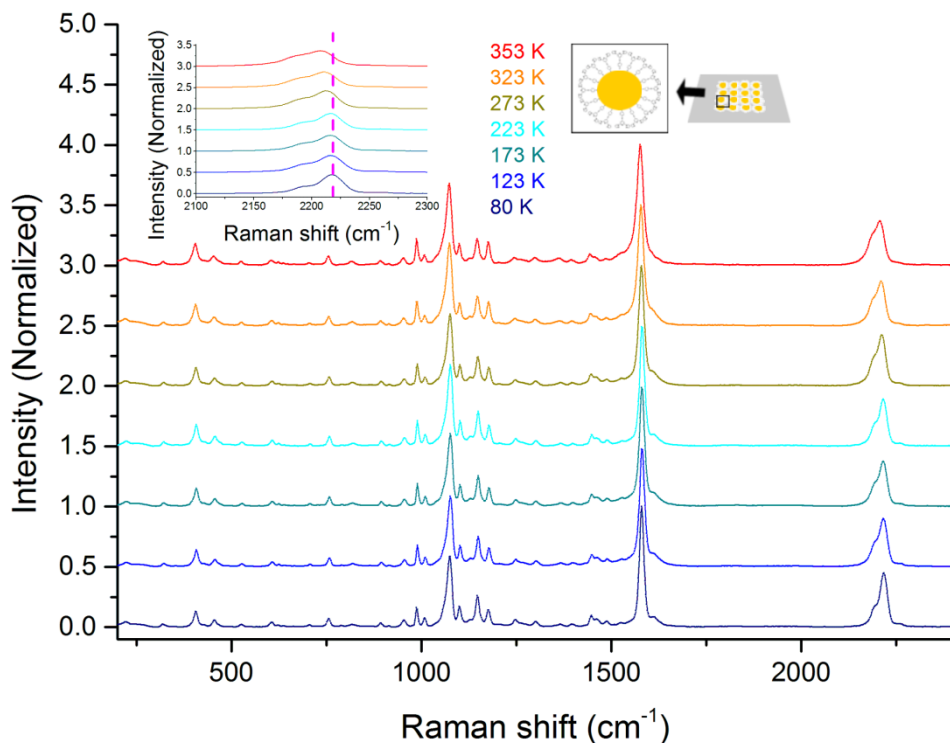 5.0
4.5
4.0
3.5
3.0
2.5
2.0
1.5
1.0
0.5
0.0
Intensity (Normalized)
500
1000
1500
2000
Raman shift (cm⁻¹)
3.5
3.0
2.5
2.0
1.5
1.0
0.5
0.0
Intensity (Normalized)
2100
2150
2200
2250
2300
Raman shift (cm⁻¹)
353 K
323 K
273 K
223 K
173 K
123 K
80 K